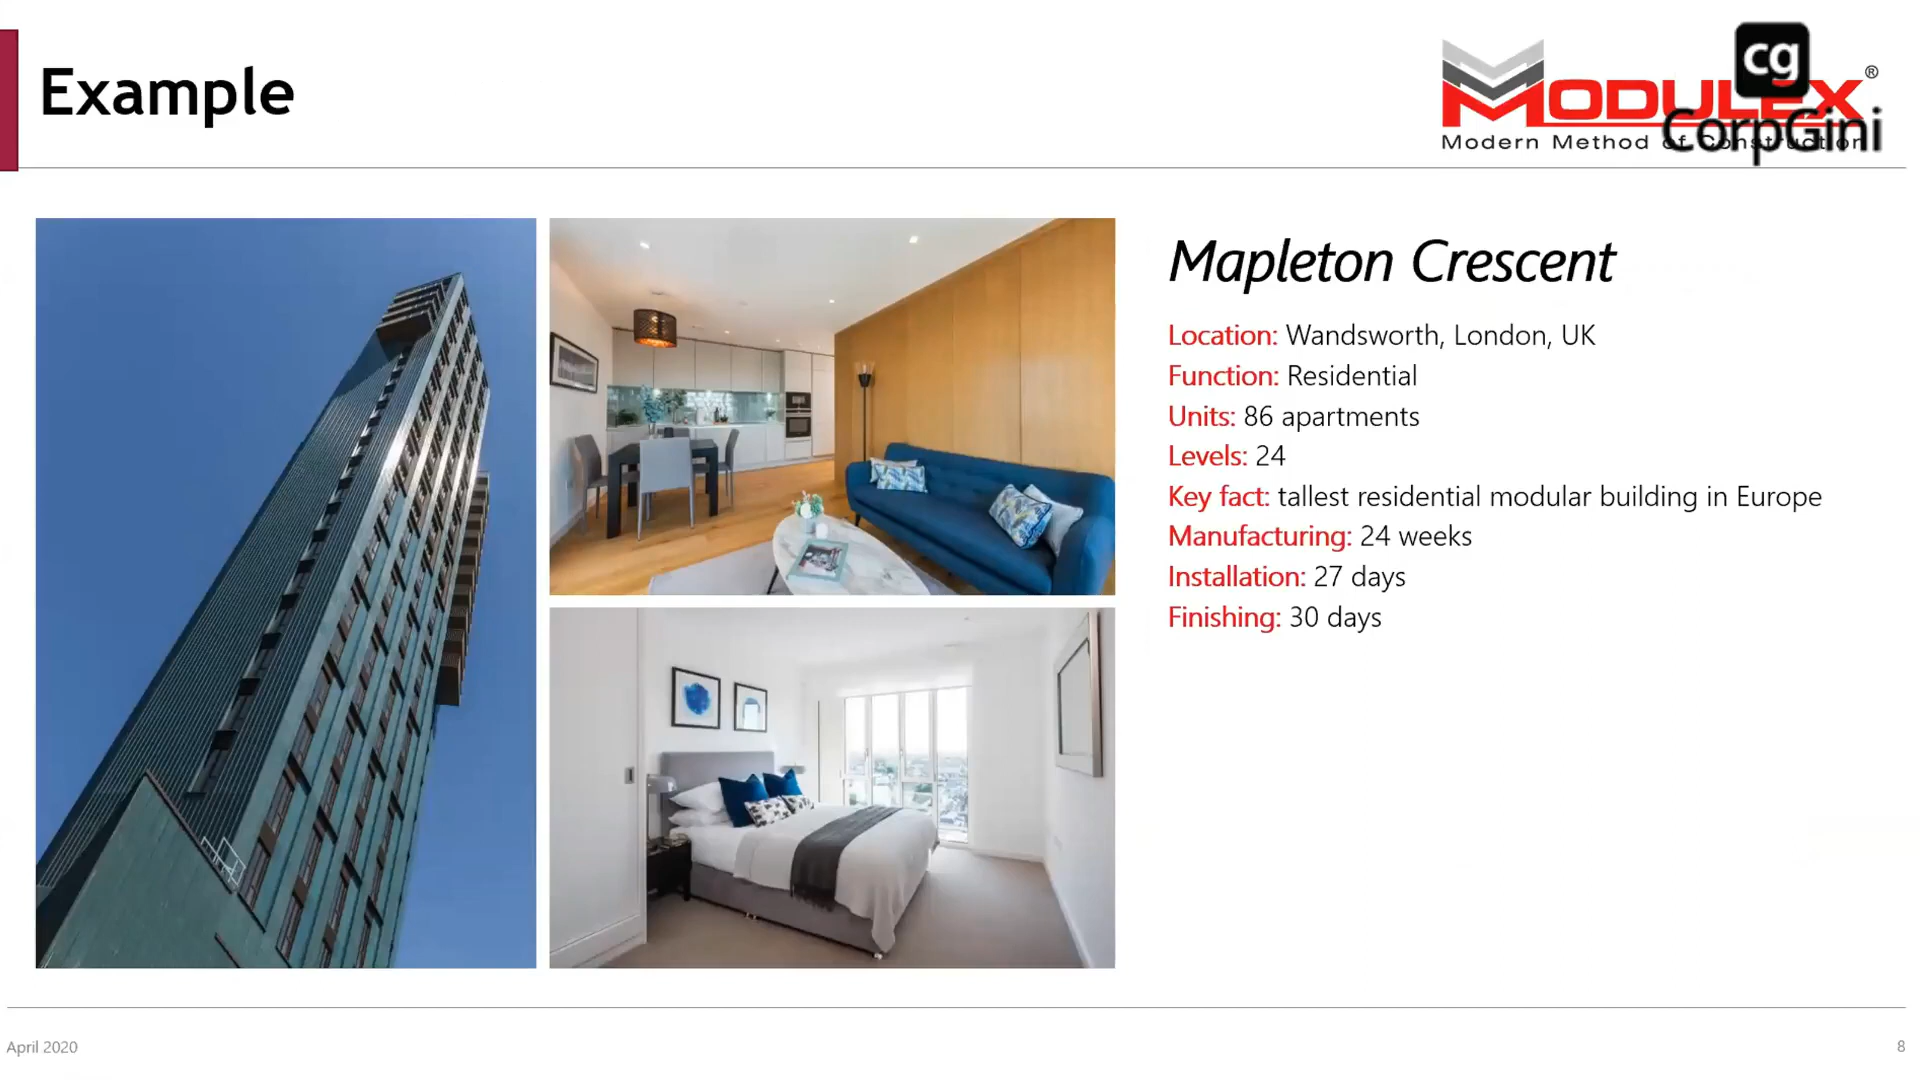 Example
MODULEX®
Modern Method of Construction
cg
CorpGini
Mapleton Crescent
Location: Wandsworth, London, UK
Function: Residential
Units: 86 apartments
Levels: 24
Key fact: tallest residential modular building in Europe
Manufacturing: 24 weeks
Installation: 27 days
Finishing: 30 days
April 2020
8